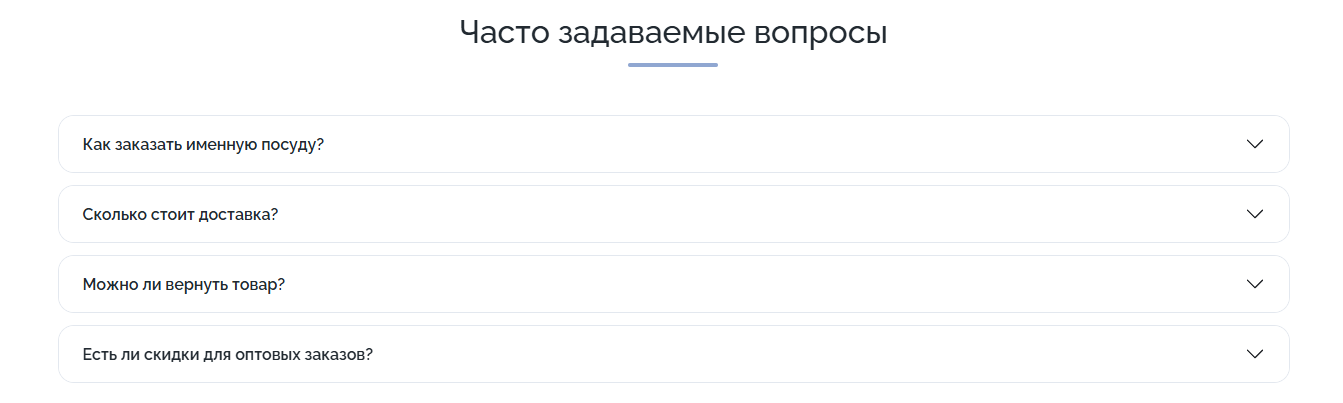 Часто задаваемые вопросы
Как заказать именную посуду?
Сколько стоит доставка?
Можно ли вернуть товар?
Есть ли скидки для оптовых заказов?